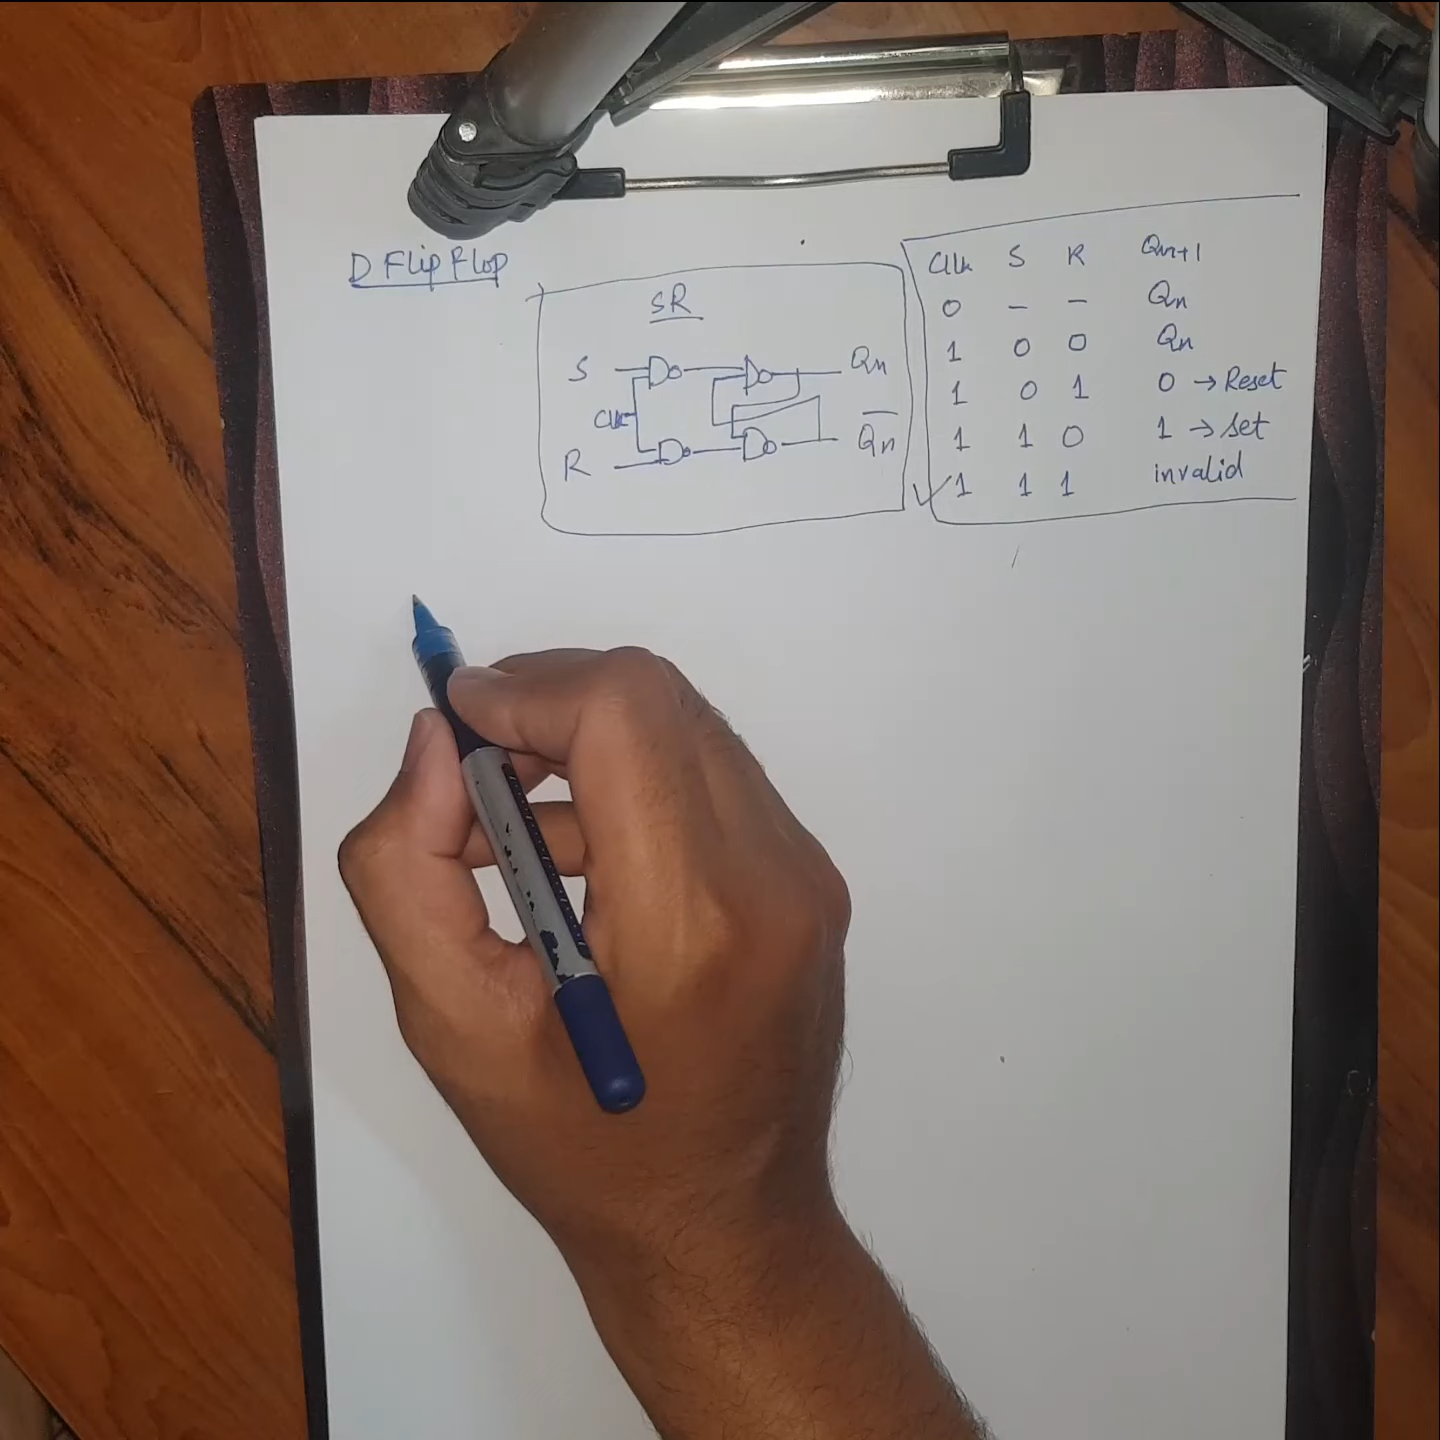 D Flip Flop
SR
S
Clk
R
Qn
Qn
Clk S R Qn+1
0 - - Qn
1 0 0 Qn
1 0 1 0 → Reset
1 1 0 1 → set
1 1 1 invalid